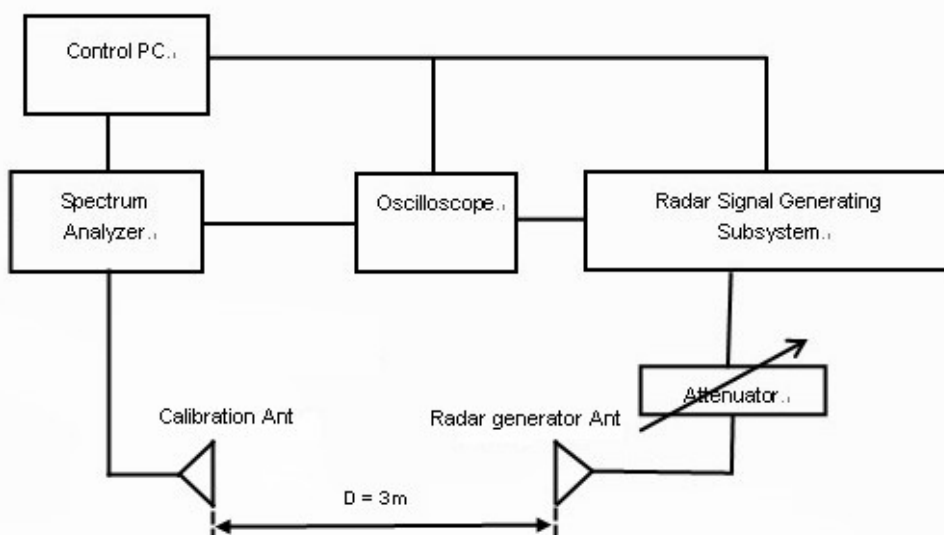 Control PC
Spectrum
Analyzer
Oscilloscope
Radar Signal Generating
Subsystem
Attenuator
Calibration Ant
Radar generator Ant
D = 3m